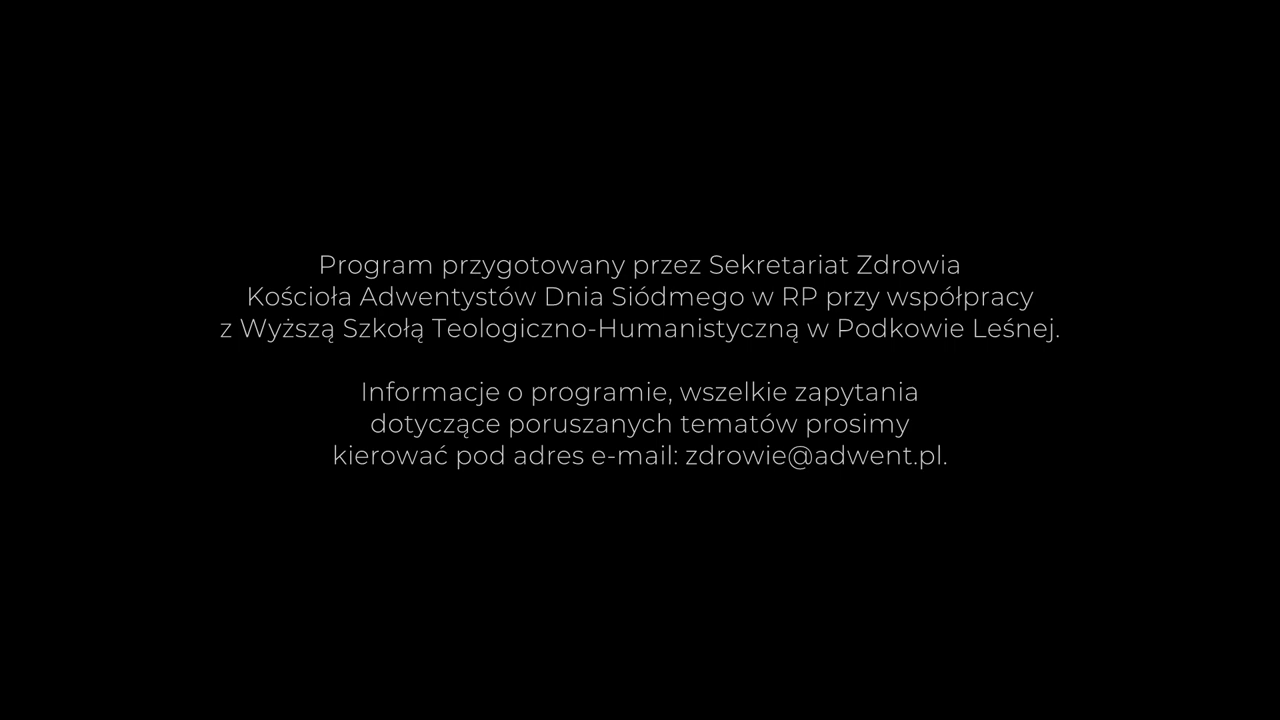 Program przygotowany przez Sekretariat Zdrowia
Kościoła Adwentystów Dnia Siódmego w RP przy współpracy
z Wyższą Szkołą Teologiczno-Humanistyczną w Podkowie Leśnej.
Informacje o programie, wszelkie zapytania
dotyczące poruszanych tematów prosimy
kierować pod adres e-mail: zdrowie@adwent.pl.